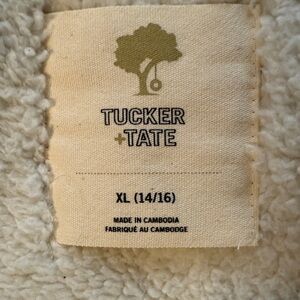 TUCKER
+TATE
XL (14/16)
MADE IN CAMBODIA
FABRIQUÉ AU CAMBODGE